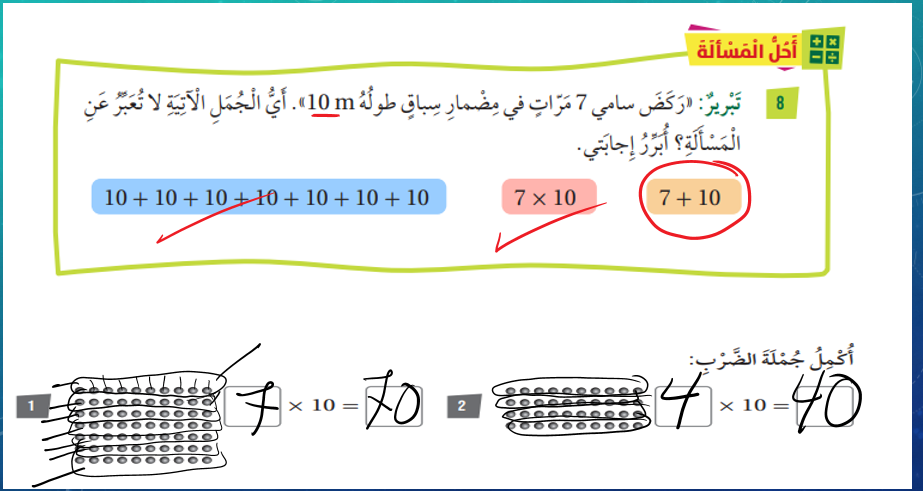 أَحُلُّ الْمَسْأَلَةَ
8 تَبْريرٌ: «رَكَضَ سامي 7 مَرّاتٍ في مِضْمارِ سِباقٍ طولُهُ 10 m». أَيُّ الْجُمَلِ الْآتِيَةِ لا تُعَبِّرُ عَنِ
الْمَسْأَلَةِ؟ أُبَرِّرُ إِجابَتي.
10 + 10 + 10 + 10 + 10 + 10 + 10 7 × 10 7 + 10
أُكْمِلُ جُمْلَةَ الضَّرْبِ:
1 7 × 10 = 70 2 4 × 10 = 40